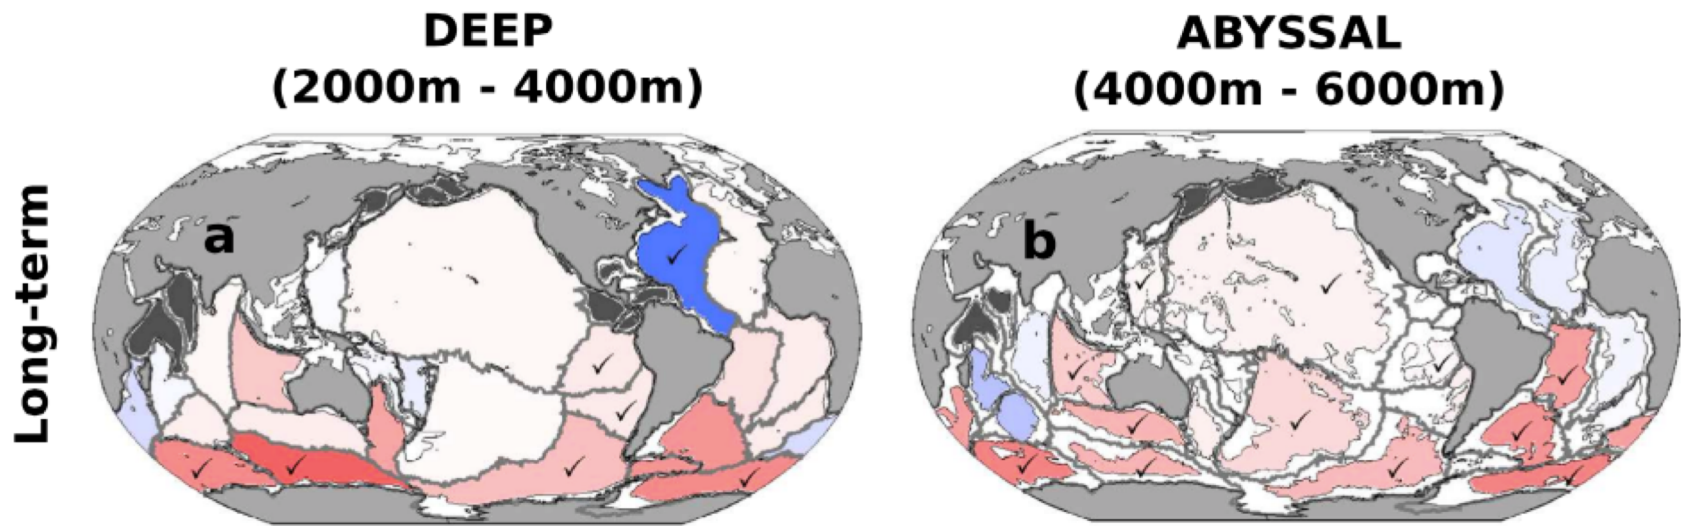 DEEP
(2000m - 4000m)
ABYSSAL
(4000m - 6000m)
Long-term
a
b